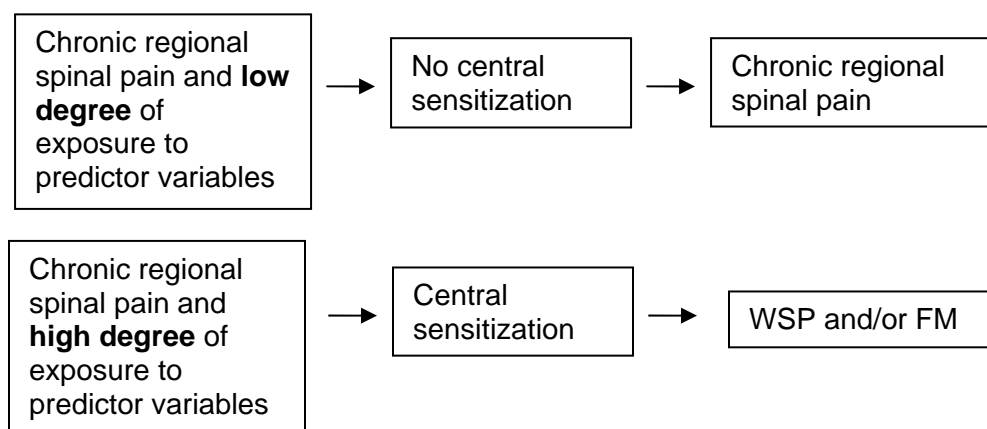 Chronic regional
spinal pain and low
degree of
exposure to
predictor variables
No central
sensitization
Chronic regional
spinal pain
Chronic regional
spinal pain and
high degree of
exposure to
predictor variables
Central
sensitization
WSP and/or FM